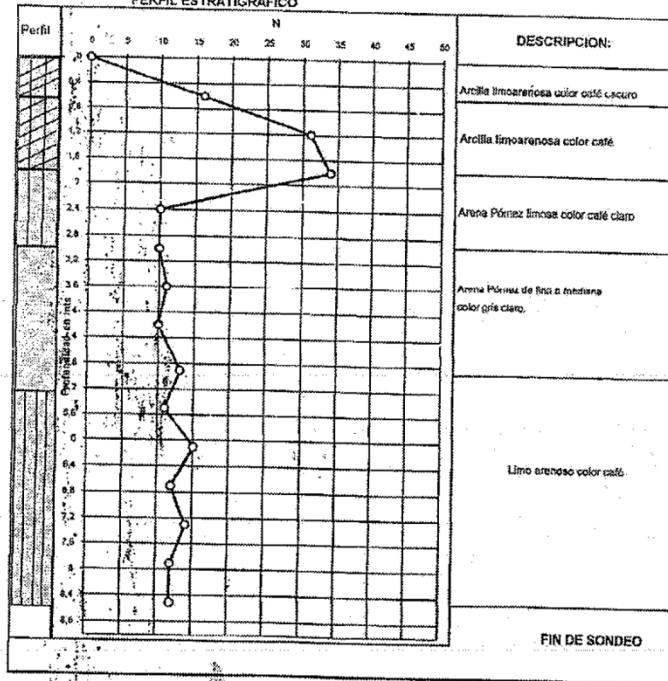 PERFIL ESTRATIGRAFICO
N
Perfil
0 5 10 15 20 25 30 35 40 45 50
DESCRIPCION:
0
0,8
1,2
1,6
2
2,4
2,8
3,2
3,6
4
5,6
6
6,4
6,8
7,2
7,6
8
8,4
8,8
Profundidad en mts
Arcilla limoarenosa color café oscuro
Arcilla limoarenosa color café
Arena Pómez limosa color café claro
Arena Pómez de fina a mediana
color gris claro.
Limo arenoso color café
FIN DE SONDEO